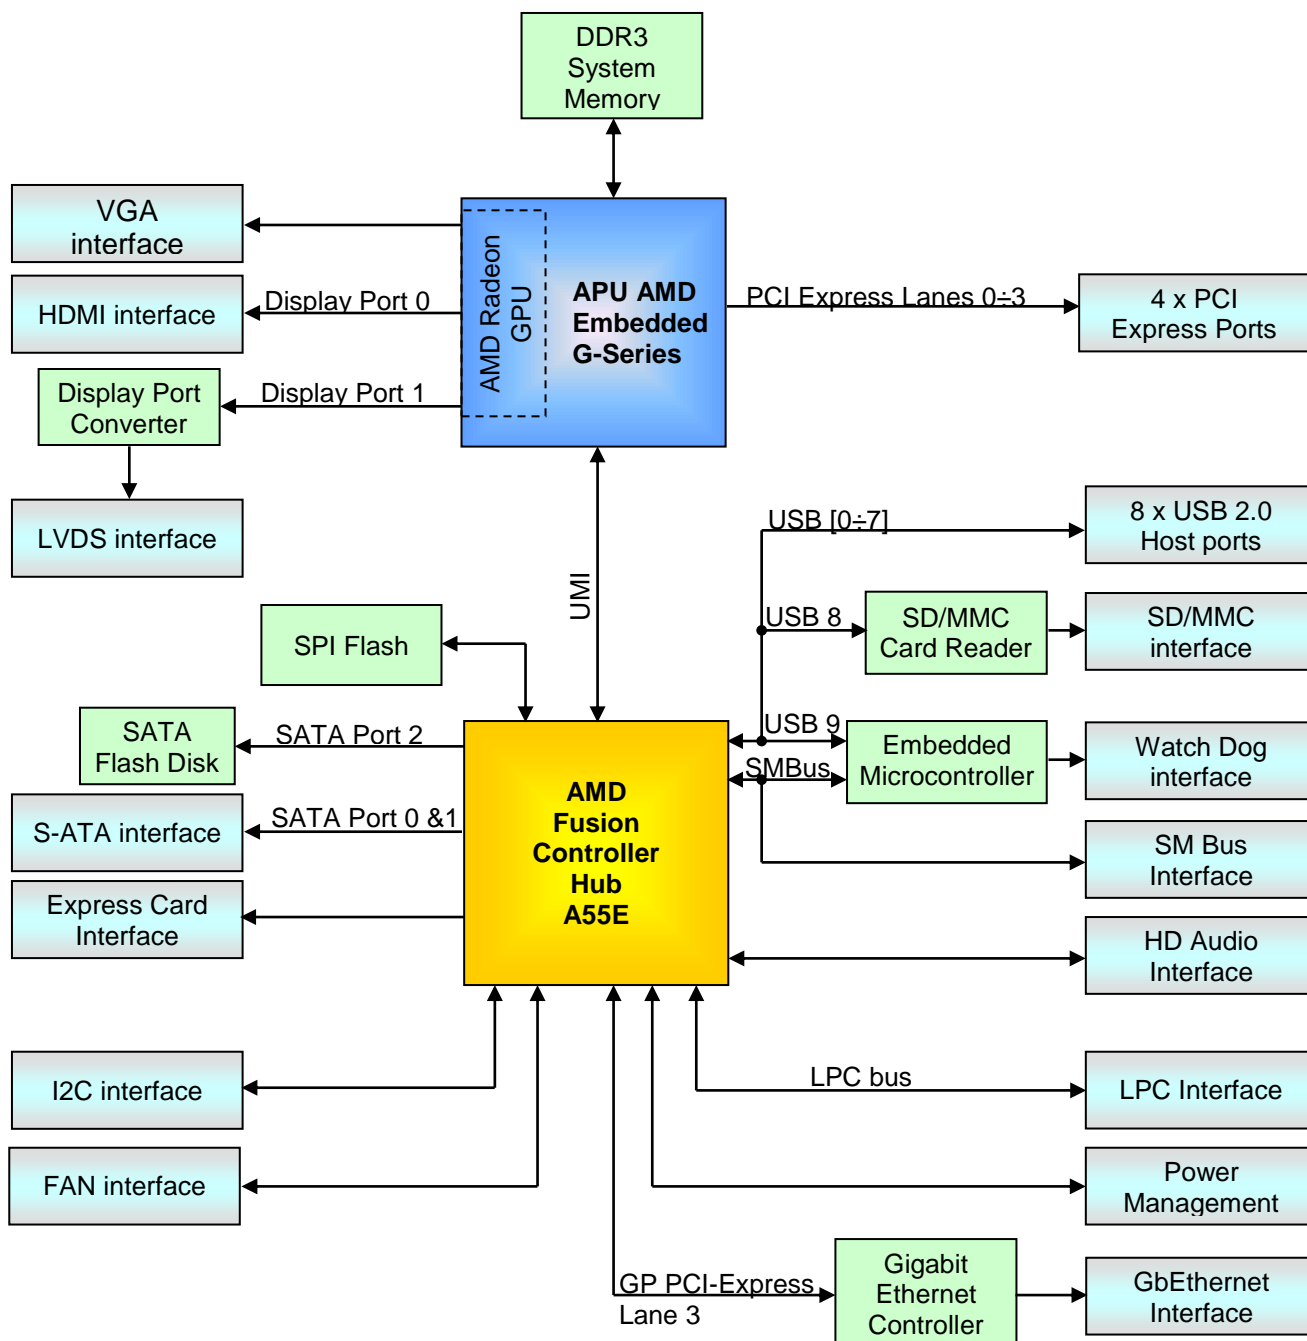 DDR3
System
Memory
VGA
interface
HDMI interface
Display Port 0
AMD Radeon
GPU
APU AMD
Embedded
G-Series
PCI Express Lanes 0÷3
4 x PCI
Express Ports
Display Port
Converter
Display Port 1
LVDS interface
UMI
USB [0÷7]
8 x USB 2.0
Host ports
SPI Flash
USB 8
SD/MMC
Card Reader
SD/MMC
interface
SATA
Flash Disk
SATA Port 2
USB 9
SMBus
Embedded
Microcontroller
Watch Dog
interface
S-ATA interface
SATA Port 0 &1
AMD
Fusion
Controller
Hub
A55E
SM Bus
Interface
Express Card
Interface
HD Audio
Interface
I2C interface
LPC bus
LPC Interface
FAN interface
Power
Management
GP PCI-Express
Lane 3
Gigabit
Ethernet
Controller
GbEthernet
Interface